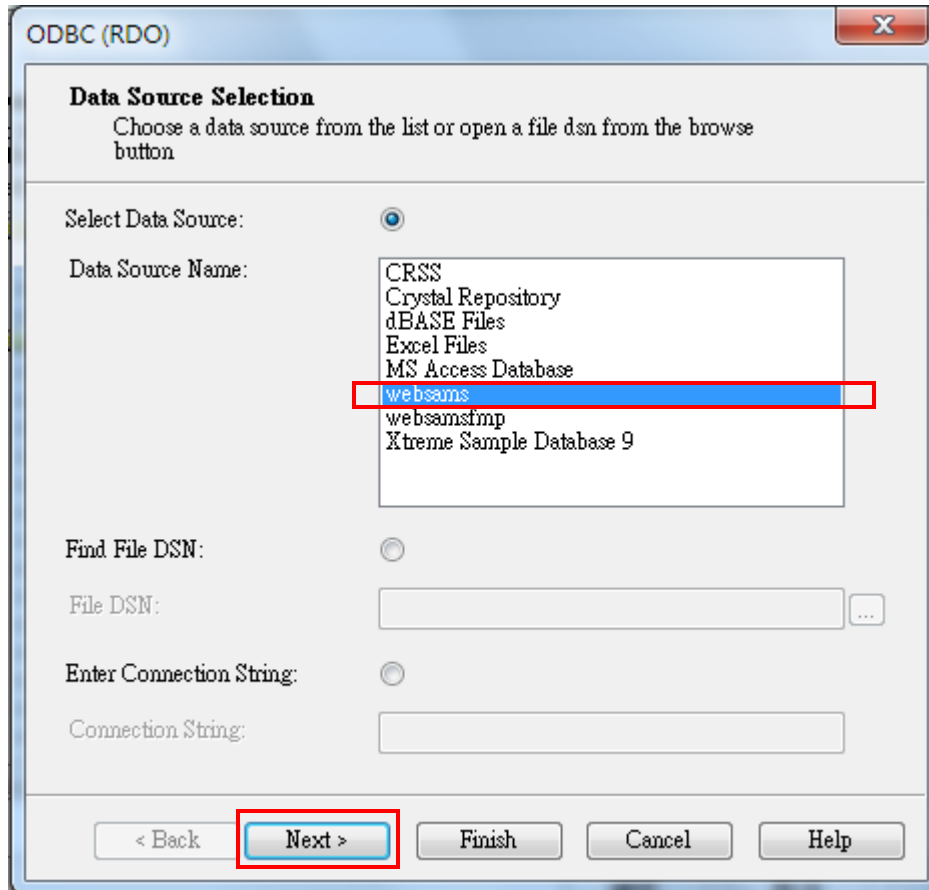 ODBC (RDO)
Data Source Selection
Choose a data source from the list or open a file dsn from the browse
button
Select Data Source:
Data Source Name:
CRSS
Crystal Repository
dBASE Files
Excel Files
MS Access Database
websams
websamsfmp
Xtreme Sample Database 9
Find File DSN:
File DSN:
...
Enter Connection String:
Connection String:
< Back Next > Finish Cancel Help